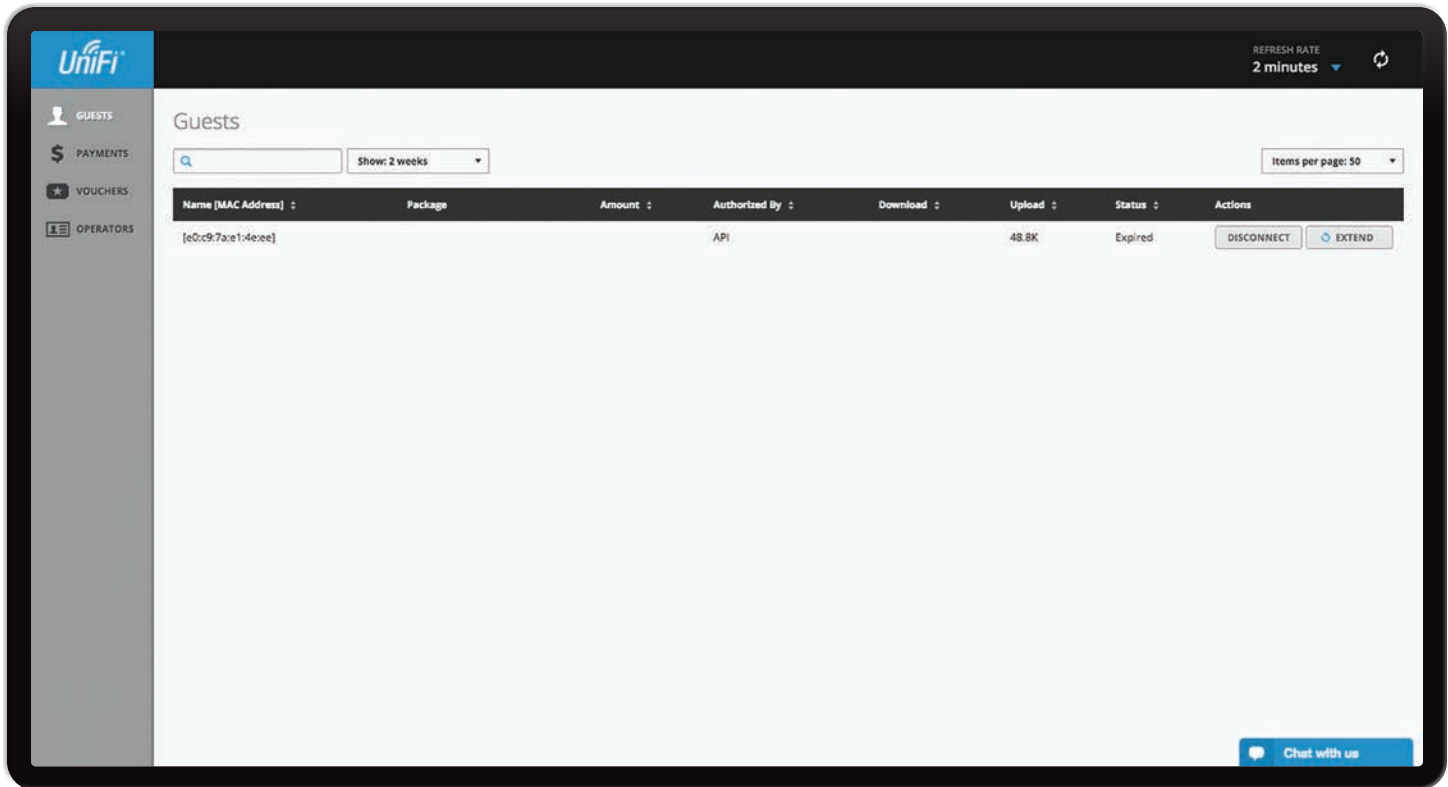 UniFi
REFRESH RATE
2 minutes
GUESTS
PAYMENTS
VOUCHERS
OPERATORS
Guests
Show: 2 weeks
Items per page: 50
Name [MAC Address] Package Amount Authorized By Download Upload Status Actions
[e0:c9:7a:e1:4e:ee] API 48.8K Expired DISCONNECT EXTEND
Chat with us